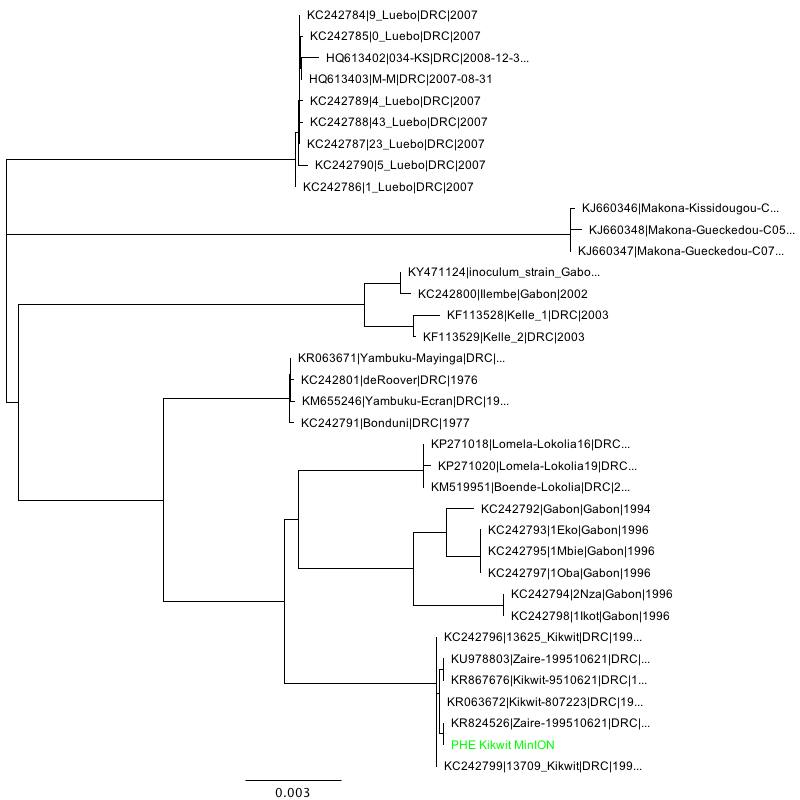 KC242784|9_Luebo|DRC|2007
KC242785|0_Luebo|DRC|2007
HQ613402|034-KS|DRC|2008-12-3...
HQ613403|M-M|DRC|2007-08-31
KC242789|4_Luebo|DRC|2007
KC242788|43_Luebo|DRC|2007
KC242787|23_Luebo|DRC|2007
KC242790|5_Luebo|DRC|2007
KC242786|1_Luebo|DRC|2007
KJ660346|Makona-Kissidougou-C...
KJ660348|Makona-Gueckedou-C05...
KJ660347|Makona-Gueckedou-C07...
KY471124|inoculum_strain_Gabo...
KC242800|Ilembe|Gabon|2002
KF113528|Kelle_1|DRC|2003
KF113529|Kelle_2|DRC|2003
KR063671|Yambuku-Mayinga|DRC|...
KC242801|deRoover|DRC|1976
KM655246|Yambuku-Ecran|DRC|19...
KC242791|Bonduni|DRC|1977
KP271018|Lomela-Lokolia16|DRC...
KP271020|Lomela-Lokolia19|DRC...
KM519951|Boende-Lokolia|DRC|2...
KC242792|Gabon|Gabon|1994
KC242793|1Eko|Gabon|1996
KC242795|1Mbie|Gabon|1996
KC242797|1Oba|Gabon|1996
KC242794|2Nza|Gabon|1996
KC242798|1Ikot|Gabon|1996
KC242796|13625_Kikwit|DRC|199...
KU978803|Zaire-199510621|DRC|...
KR867676|Kikwit-9510621|DRC|1...
KR063672|Kikwit-807223|DRC|19...
KR824526|Zaire-199510621|DRC|...
PHE Kikwit MinION
KC242799|13709_Kikwit|DRC|199...
0.003